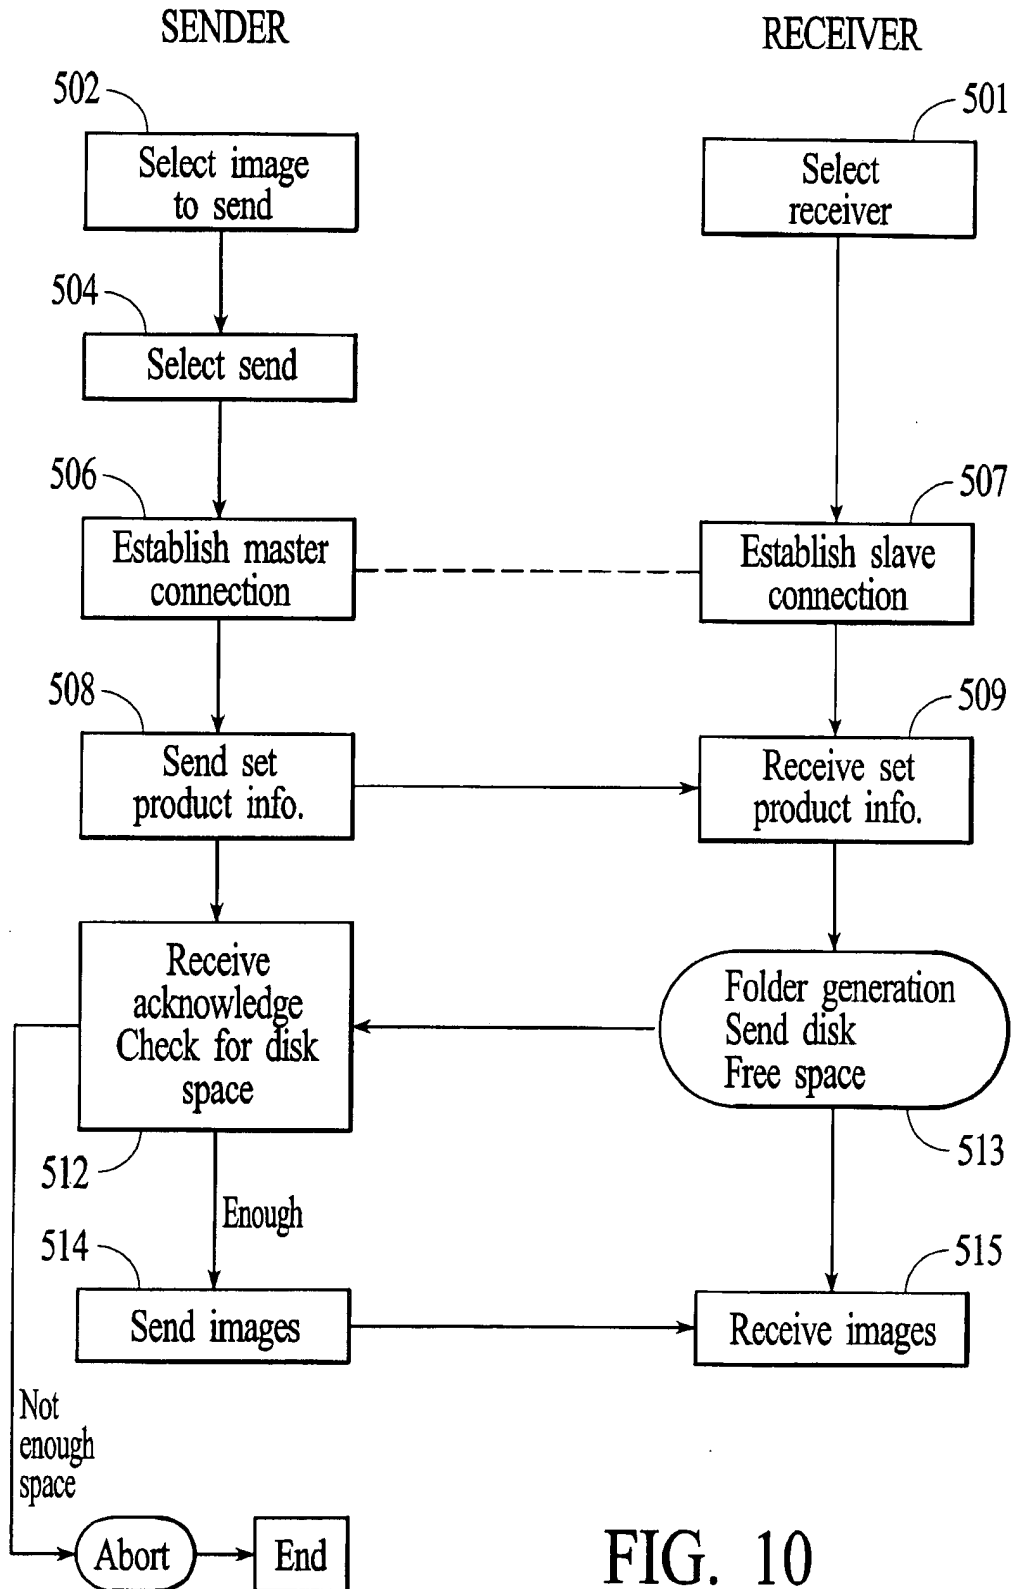 SENDER
RECEIVER
502
501
Select image
to send
Select
receiver
504
Select send
506
507
Establish master
connection
Establish slave
connection
508
509
Send set
product info.
Receive set
product info.
Receive
acknowledge
Check for disk
space
Folder generation
Send disk
Free space
512
513
Enough
514
515
Send images
Receive images
Not
enough
space
Abort
End
FIG. 10